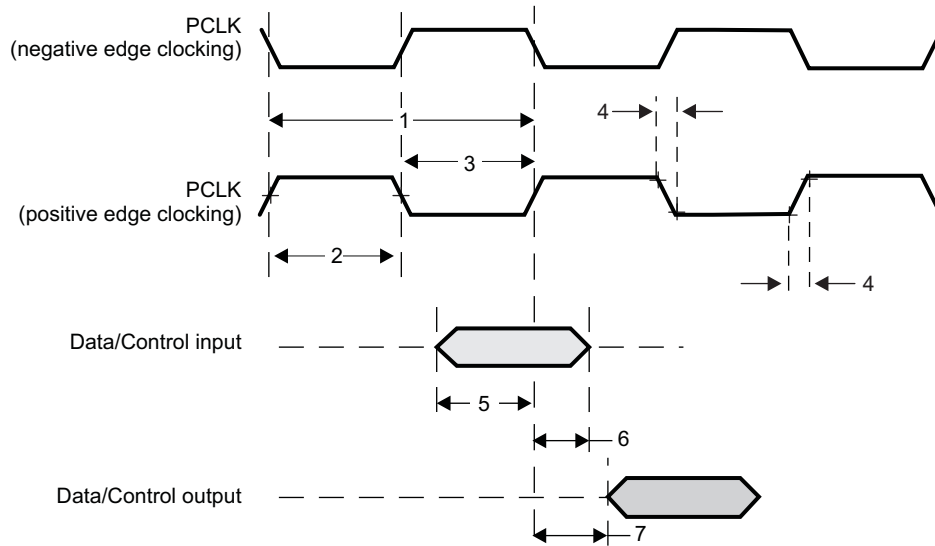 PCLK
(negative edge clocking)
1
4
3
PCLK
(positive edge clocking)
2
4
Data/Control input
5
6
Data/Control output
7